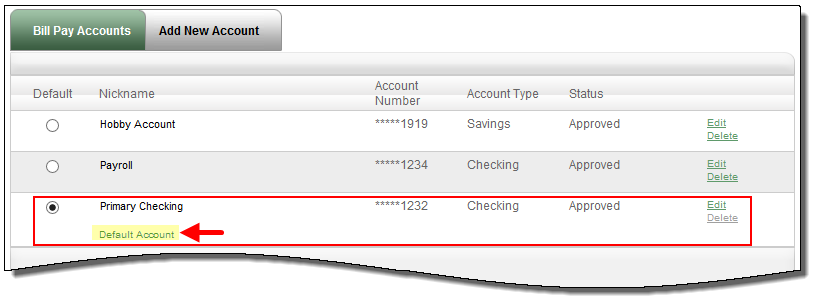 Bill Pay Accounts Add New Account
Default Nickname Account Number Account Type Status
Hobby Account *****1919 Savings Approved Edit
Delete
Payroll *****1234 Checking Approved Edit
Delete
Primary Checking *****1232 Checking Approved Edit
Delete
Default Account